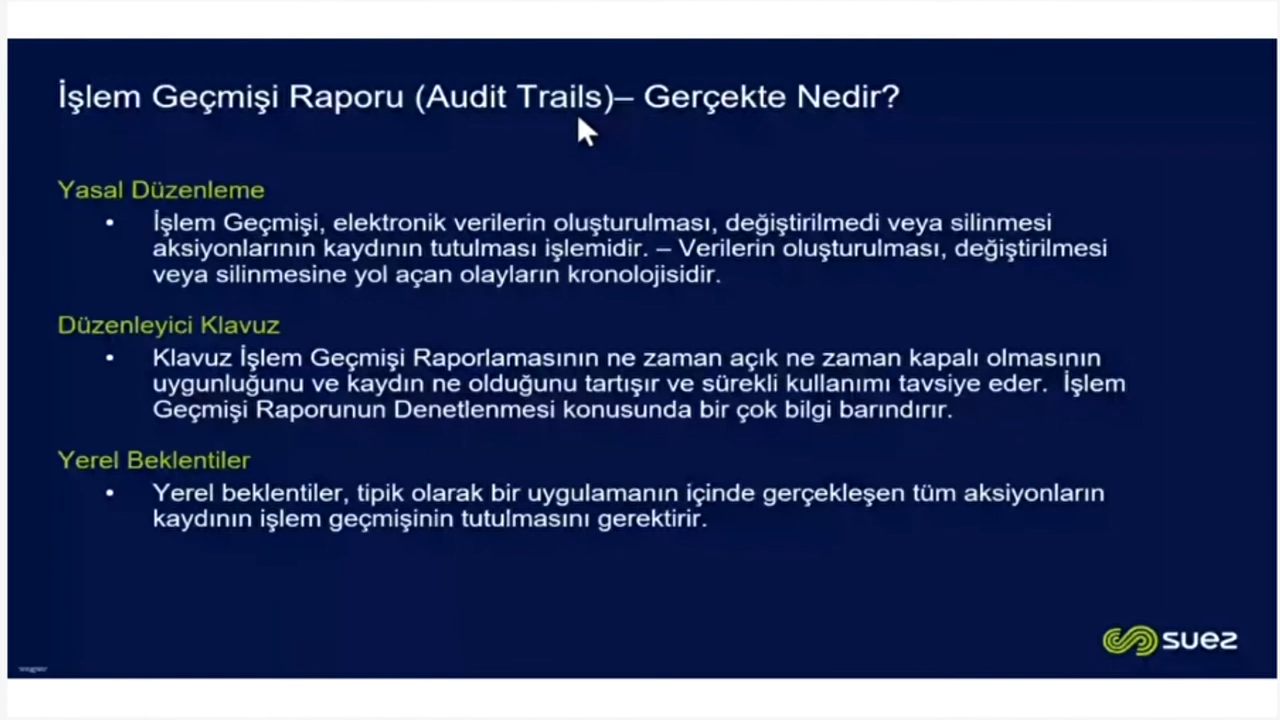 İşlem Geçmişi Raporu (Audit Trails)– Gerçekte Nedir?
Yasal Düzenleme
• İşlem Geçmişi, elektronik verilerin oluşturulması, değiştirilmedi veya silinmesi
aksiyonlarının kaydının tutulması işlemidir. – Verilerin oluşturulması, değiştirilmesi
veya silinmesine yol açan olayların kronolojisidir.
Düzenleyici Klavuz
• Klavuz İşlem Geçmişi Raporlamasının ne zaman açık ne zaman kapalı olmasının
uygunluğunu ve kaydın ne olduğunu tartışır ve sürekli kullanımı tavsiye eder. İşlem
Geçmişi Raporunun Denetlenmesi konusunda bir çok bilgi barındırır.
Yerel Beklentiler
• Yerel beklentiler, tipik olarak bir uygulamanın içinde gerçekleşen tüm aksiyonların
kaydının işlem geçmişinin tutulmasını gerektirir.
suez